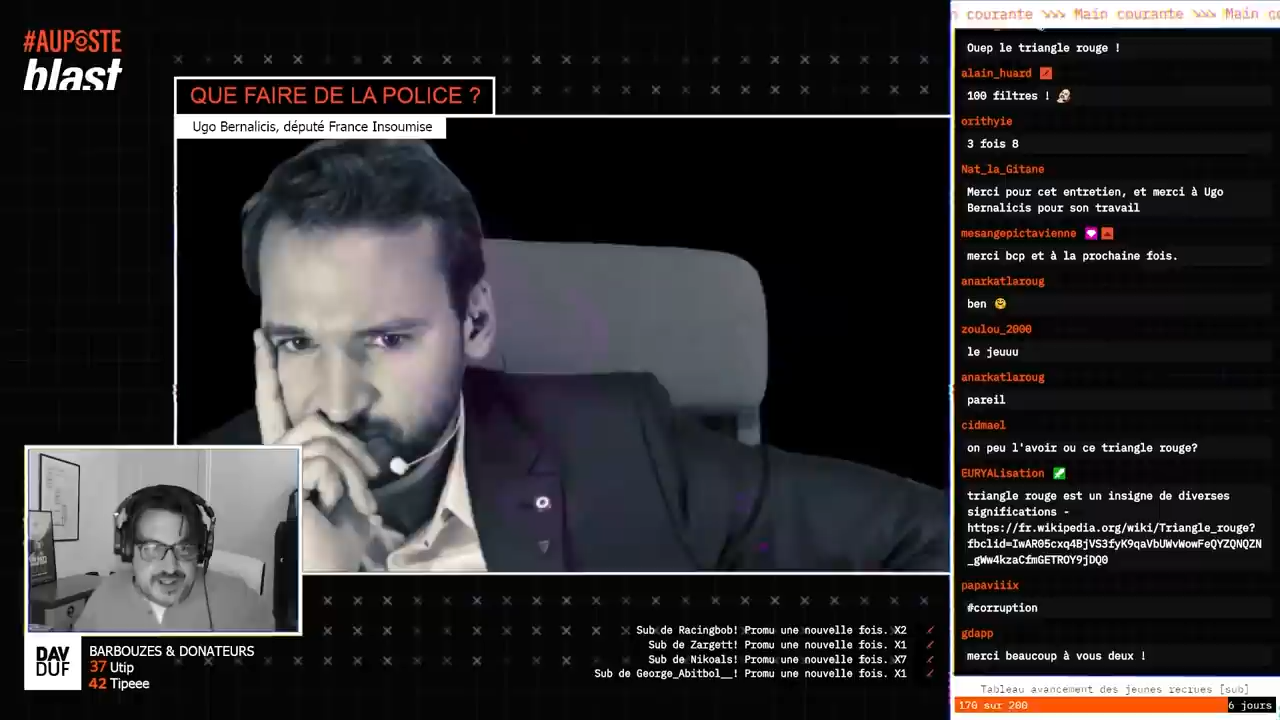 #AUPOSTE
blast
QUE FAIRE DE LA POLICE ?
Ugo Bernalicis, député France Insoumise
DAV
DUF
BARBOUZES & DONATEURS
37 Utip
42 Tipeee
Sub de Racingbob! Promu une nouvelle fois. X2
Sub de Zargett! Promu une nouvelle fois. X1
Sub de Nikoals! Promu une nouvelle fois. X7
Sub de George_Abitbol__! Promu une nouvelle fois. X1
courante >>> Main courante >>> Main
Ouep le triangle rouge !
alain_huard
100 filtres !
orithyie
3 fois 8
Nat_la_Gitane
Merci pour cet entretien, et merci à Ugo
Bernalicis pour son travail
mesangepictavienne
merci bcp et à la prochaine fois.
anarkatlaroug
ben
zoulou_2000
le jeuuu
anarkatlaroug
pareil
cidmael
on peu l'avoir ou ce triangle rouge?
EURYALisation
triangle rouge est un insigne de diverses
significations -
https://fr.wikipedia.org/wiki/Triangle_rouge?
fbclid=IwAR05cxq4BjVS3fyK9qaVbUWvWowFeQYZQNQZN
_gWw4kzaCfmGETROY9jDQ0
papaviiix
#corruption
gdapp
merci beaucoup à vous deux !
Tableau avancement des jeunes recrues [sub]
170 sur 200
6 jours